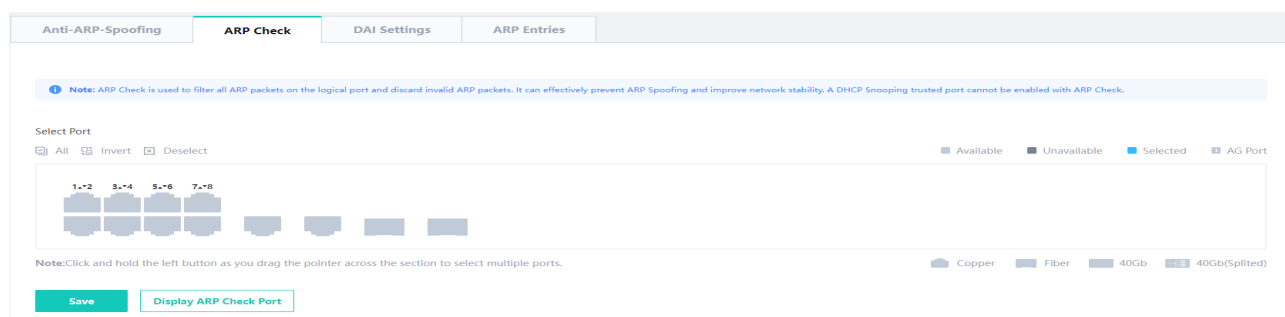 Anti-ARP-Spoofing ARP Check DAI Settings ARP Entries
Note: ARP Check is used to filter all ARP packets on the logical port and discard invalid ARP packets. It can effectively prevent ARP Spoofing and improve network stability. A DHCP Snooping trusted port cannot be enabled with ARP Check.
Select Port
All Invert Deselect Available Unavailable Selected AG Port
1 2 3 4 5 6 7 8
Note:Click and hold the left button as you drag the pointer across the section to select multiple ports. Copper Fiber 40Gb 40Gb(Splited)
Save Display ARP Check Port